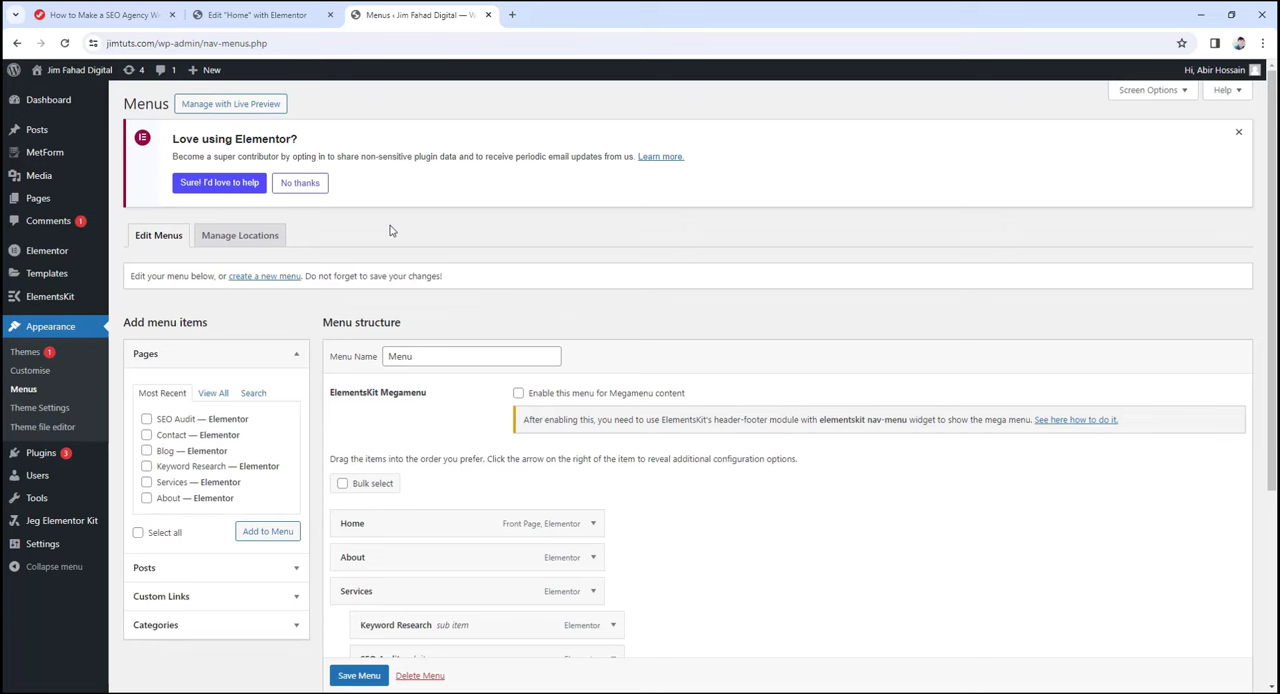 How to Make a SEO Agency W
Edit "Home" with Elementor
Menus ‹ Jim Fahad Digital — W
jimtuts.com/wp-admin/nav-menus.php
Jim Fahad Digital
4
1
New
Hi, Abir Hossain
Dashboard
Posts
MetForm
Media
Pages
Comments 1
Elementor
Templates
ElementsKit
Appearance
Themes 1
Customise
Menus
Theme Settings
Theme file editor
Plugins 3
Users
Tools
Jeg Elementor Kit
Settings
Collapse menu
Menus
Manage with Live Preview
Screen Options
Help
Love using Elementor?
Become a super contributor by opting in to share non-sensitive plugin data and to receive periodic email updates from us. Learn more.
Sure! I'd love to help
No thanks
Edit Menus
Manage Locations
Edit your menu below, or create a new menu. Do not forget to save your changes!
Add menu items
Pages
Most Recent
View All
Search
SEO Audit — Elementor
Contact — Elementor
Blog — Elementor
Keyword Research — Elementor
Services — Elementor
About — Elementor
Select all
Add to Menu
Posts
Custom Links
Categories
Menu structure
Menu Name
Menu
ElementsKit Megamenu
Enable this menu for Megamenu content
After enabling this, you need to use ElementsKit's header-footer module with elementskit nav-menu widget to show the mega menu. See here how to do it.
Drag the items into the order you prefer. Click the arrow on the right of the item to reveal additional configuration options.
Bulk select
Home
Front Page, Elementor
About
Elementor
Services
Elementor
Keyword Research sub item
Elementor
Save Menu
Delete Menu